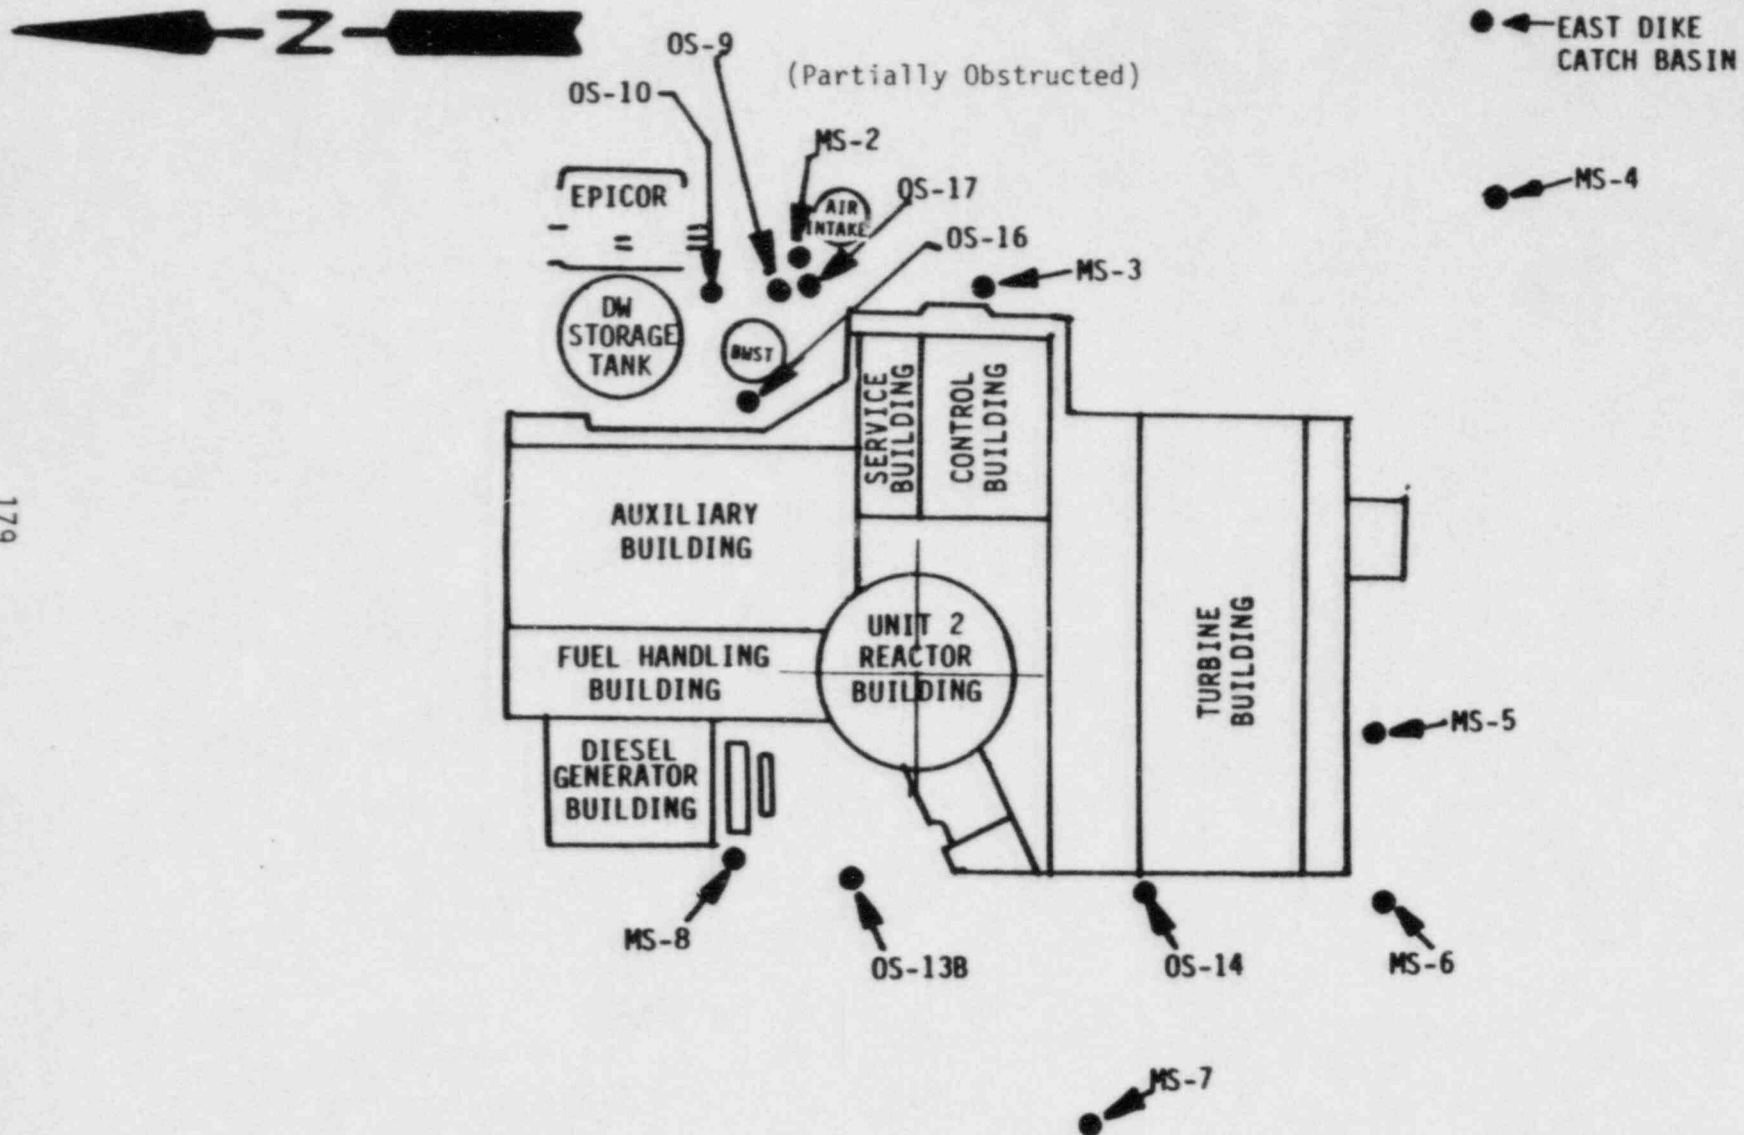 N
EAST DIKE
CATCH BASIN
OS-9
(Partially Obstructed)
OS-10
MS-2
MS-4
EPICOR
OS-17
AIR
INTAKE
II
OS-16
MS-3
DW
STORAGE
TANK
BWST
SERVICE
BUILDING
CONTROL
BUILDING
179
AUXILIARY
BUILDING
UNIT 2
REACTOR
BUILDING
TURBINE
BUILDING
FUEL HANDLING
BUILDING
MS-5
DIESEL
GENERATOR
BUILDING
MS-8
OS-13B
OS-14
MS-6
MS-7